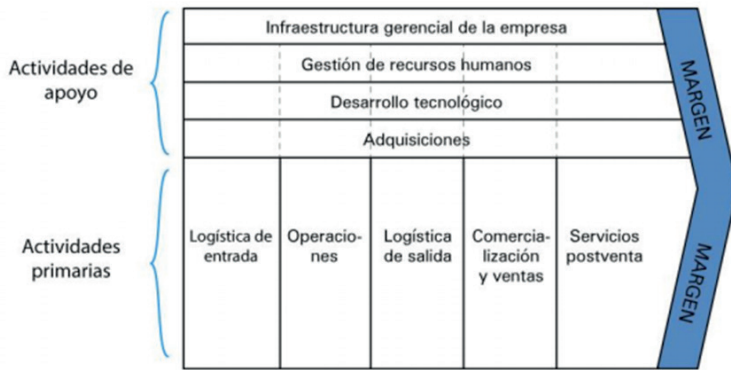 Actividades de
apoyo
Infraestructura gerencial de la empresa
Gestión de recursos humanos
Desarrollo tecnológico
Adquisiciones
MARGEN
Actividades
primarias
Logística de
entrada
Operacio-
nes
Logística
de salida
Comercia-
lización
y ventas
Servicios
postventa
MARGEN